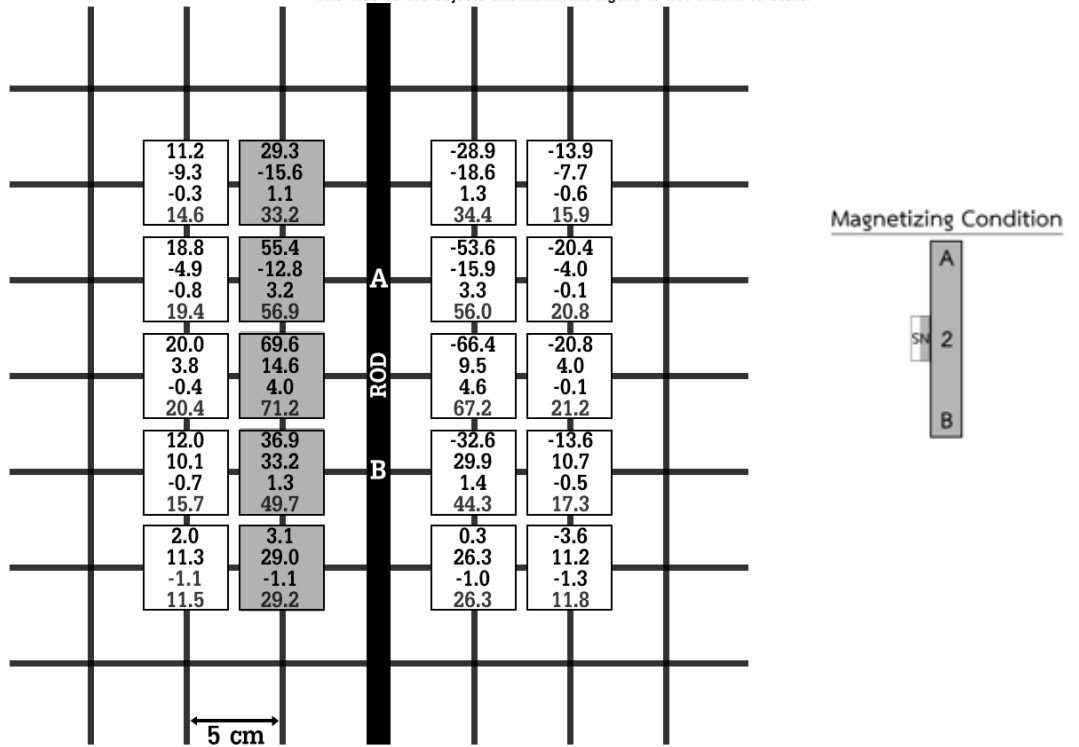 11.2 29.3 -28.9 -13.9
-9.3 -15.6 -18.6 -7.7
-0.3 1.1 1.3 -0.6
14.6 33.2 34.4 15.9
Magnetizing Condition
18.8 55.4 -53.6 -20.4
-4.9 -12.8 A -15.9 -4.0 A
-0.8 3.2 3.3 -0.1
19.4 56.9 56.0 20.8
20.0 69.6 -66.4 -20.8 SN 2
3.8 14.6 ROD 9.5 4.0
-0.4 4.0 4.6 -0.1
20.4 71.2 67.2 21.2
12.0 36.9 -32.6 -13.6 B
10.1 33.2 B 29.9 10.7
-0.7 1.3 1.4 -0.5
15.7 49.7 44.3 17.3
2.0 3.1 0.3 -3.6
11.3 29.0 26.3 11.2
-1.1 -1.1 -1.0 -1.3
11.5 29.2 26.3 11.8
5 cm